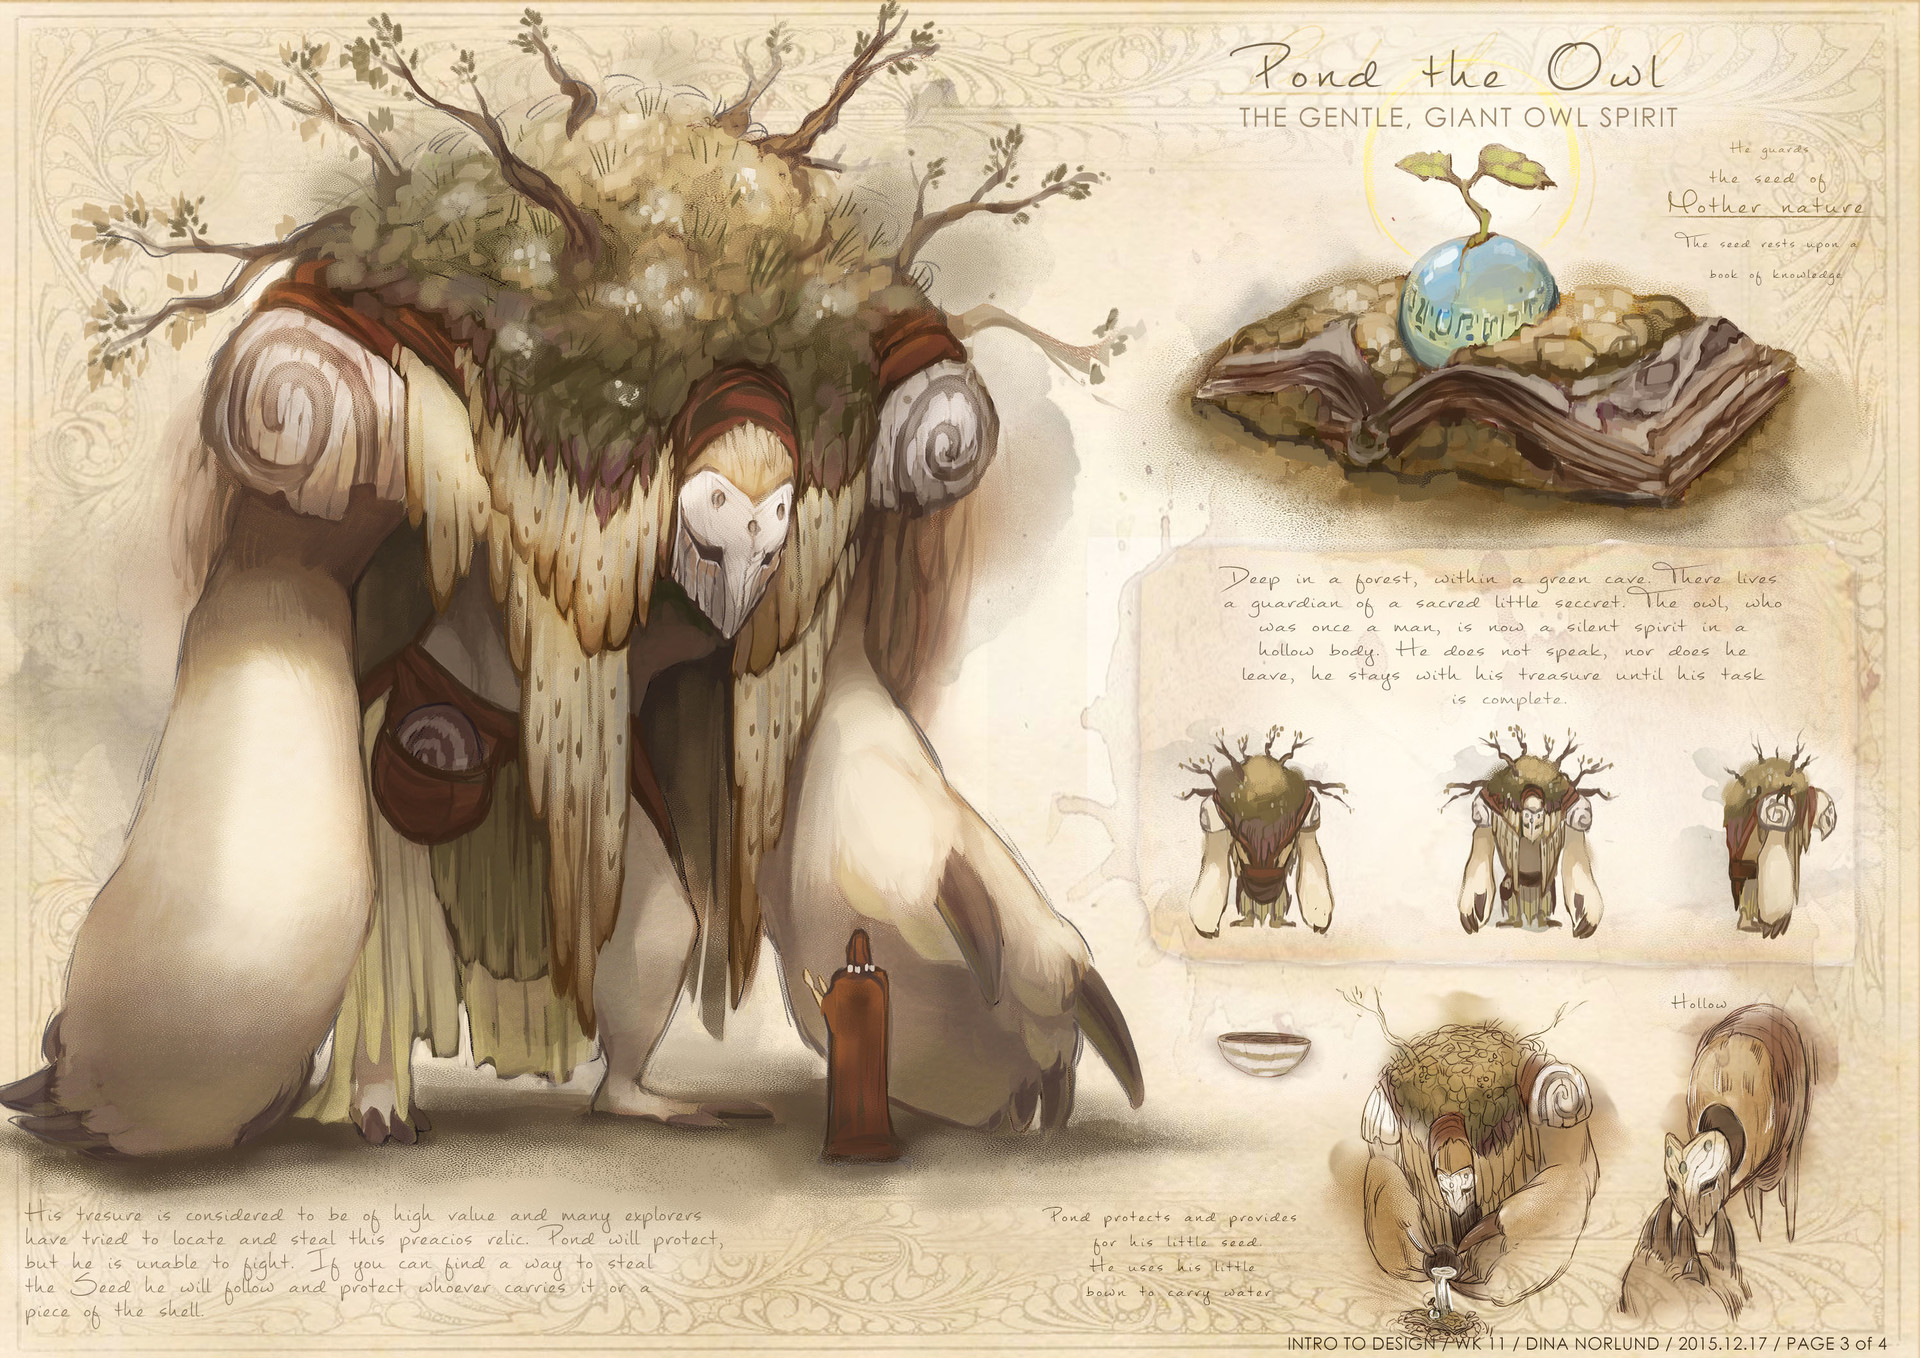 Pond the Owl
THE GENTLE, GIANT OWL SPIRIT
He guards
the seed of
Mother nature
The seed rests upon a
book of knowledge
Deep in a forest, within a green cave. There lives
a guardian of a sacred little seccret. The owl, who
was once a man, is now a silent spirit in a
hollow body. He does not speak, nor does he
leave, he stays with his treasure until his task
is complete.
Hollow
His tresure is considered to be of high value and many explorers
have tried to locate and steal this preacios relic. Pond will protect,
but he is unable to fight. If you can find a way to steal
the Seed he will follow and protect whoever carries it or a
piece of the shell.
Pond protects and provides
for his little seed.
He uses his little
bown to carry water
INTRO TO DESIGN / WK 11 / DINA NORLUND / 2015.12.17 / PAGE 3 of 4